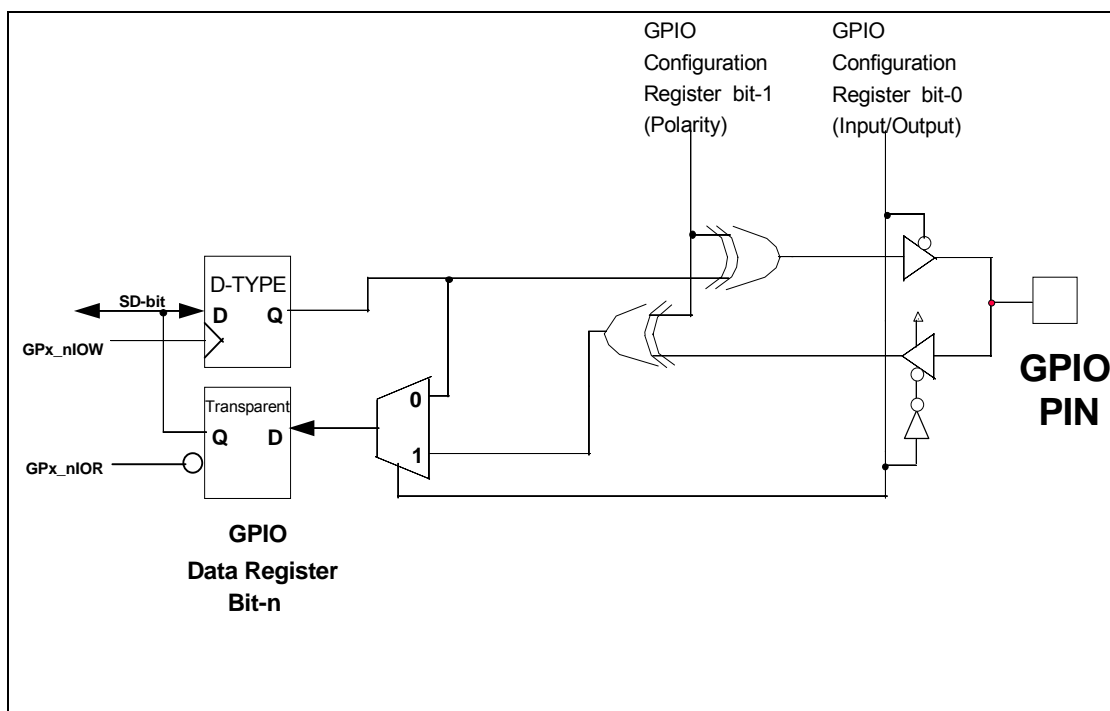 GPIO
Configuration
Register bit-1
(Polarity)
GPIO
Configuration
Register bit-0
(Input/Output)
D-TYPE
SD-bit
D Q
GPx_nIOW
Transparent
Q D
GPx_nIOR
0
1
GPIO
PIN
GPIO
Data Register
Bit-n